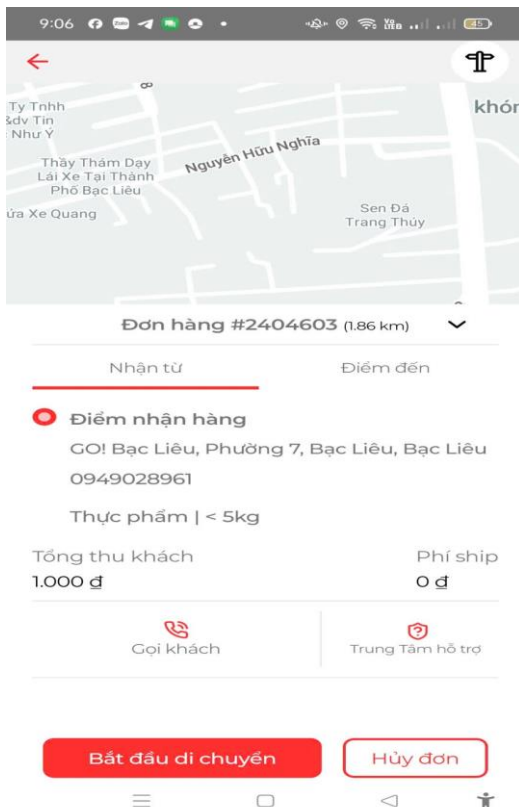 9:06
45
Ty Tnhh
&dv Tin
Như Ý
khón
Nguyễn Hữu Nghĩa
Thầy Thám Dạy
Lái Xe Tại Thành
Phố Bạc Liêu
ửa Xe Quang
Sen Đá
Trang Thúy
Đơn hàng #2404603 (1.86 km)
Nhận từ Điểm đến
Điểm nhận hàng
GO! Bạc Liêu, Phường 7, Bạc Liêu, Bạc Liêu
0949028961
Thực phẩm | < 5kg
Tổng thu khách Phí ship
1.000 ₫ 0 ₫
Gọi khách Trung Tâm hỗ trợ
Bắt đầu di chuyển Hủy đơn